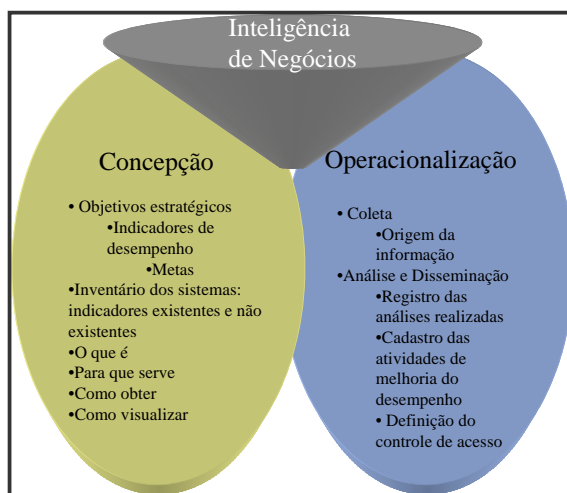 Inteligência
de Negócios
Concepção
• Objetivos estratégicos
•Indicadores de
desempenho
•Metas
•Inventário dos sistemas:
indicadores existentes e não
existentes
•O que é
•Para que serve
•Como obter
•Como visualizar
Operacionalização
• Coleta
•Origem da
informação
•Análise e Disseminação
•Registro das
análises realizadas
•Cadastro das
atividades de
melhoria do
desempenho
• Definição do
controle de acesso